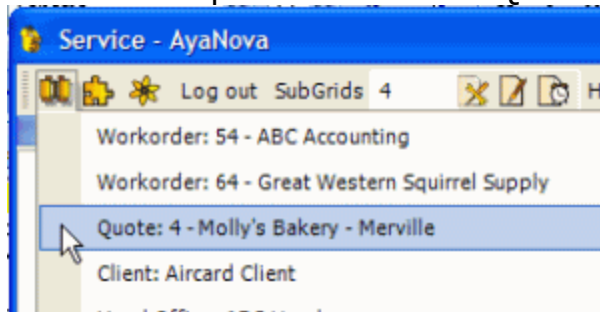 Service - AyaNova
Log out SubGrids 4
Workorder: 54 - ABC Accounting
Workorder: 64 - Great Western Squirrel Supply
Quote: 4 - Molly's Bakery - Merville
Client: Aircard Client